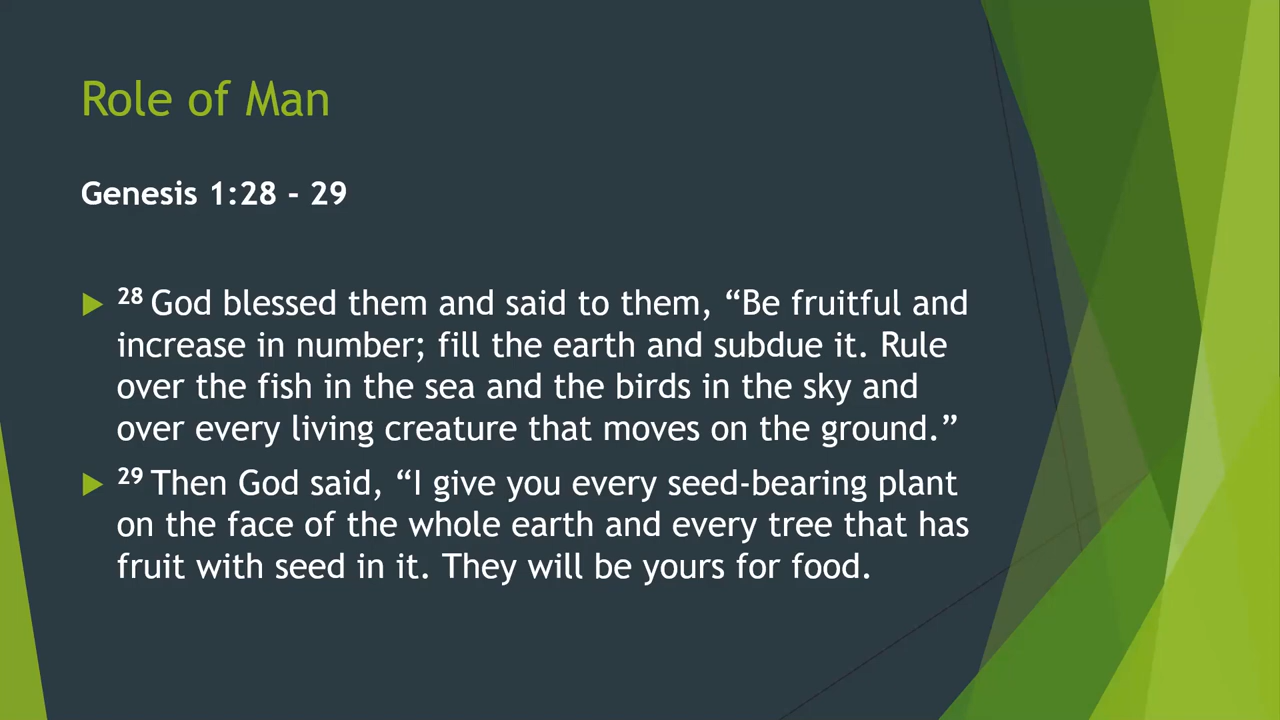 Role of Man
Genesis 1:28 - 29
28 God blessed them and said to them, “Be fruitful and
increase in number; fill the earth and subdue it. Rule
over the fish in the sea and the birds in the sky and
over every living creature that moves on the ground.”
29 Then God said, “I give you every seed-bearing plant
on the face of the whole earth and every tree that has
fruit with seed in it. They will be yours for food.